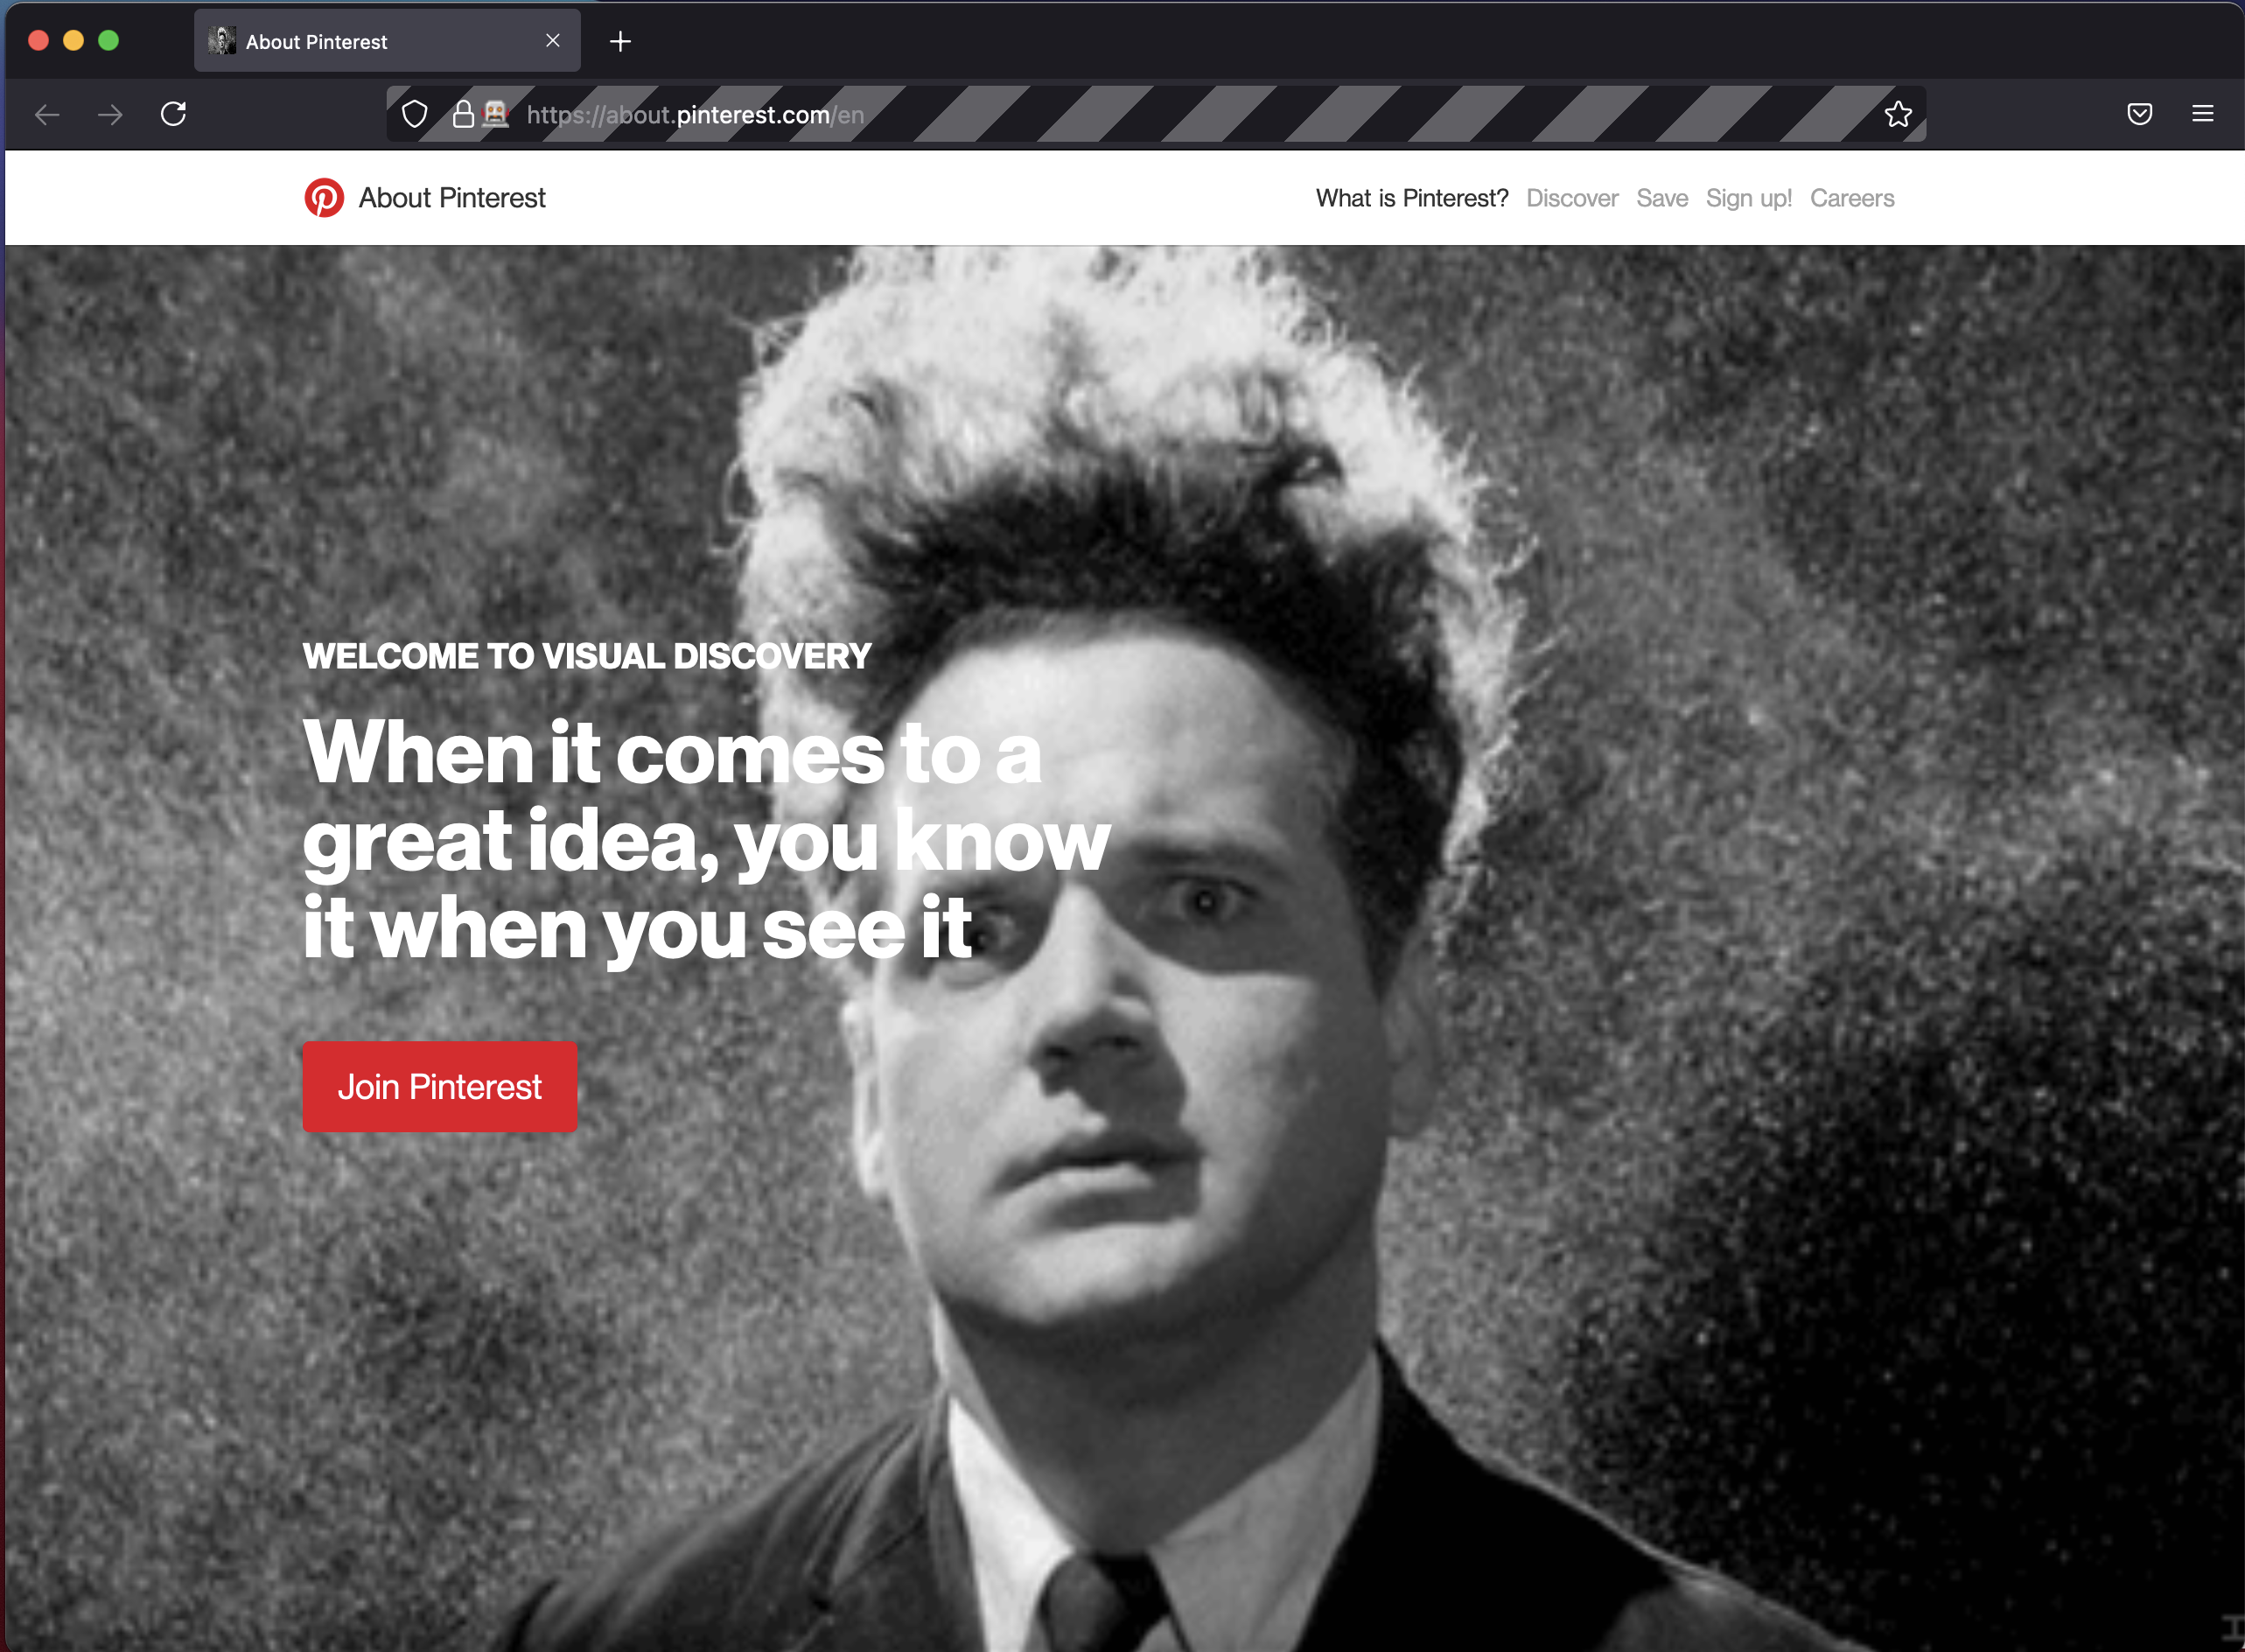 About Pinterest
https://about.pinterest.com/en
About Pinterest
What is Pinterest? Discover Save Sign up! Careers
WELCOME TO VISUAL DISCOVERY
When it comes to a
great idea, you know
it when you see it
Join Pinterest